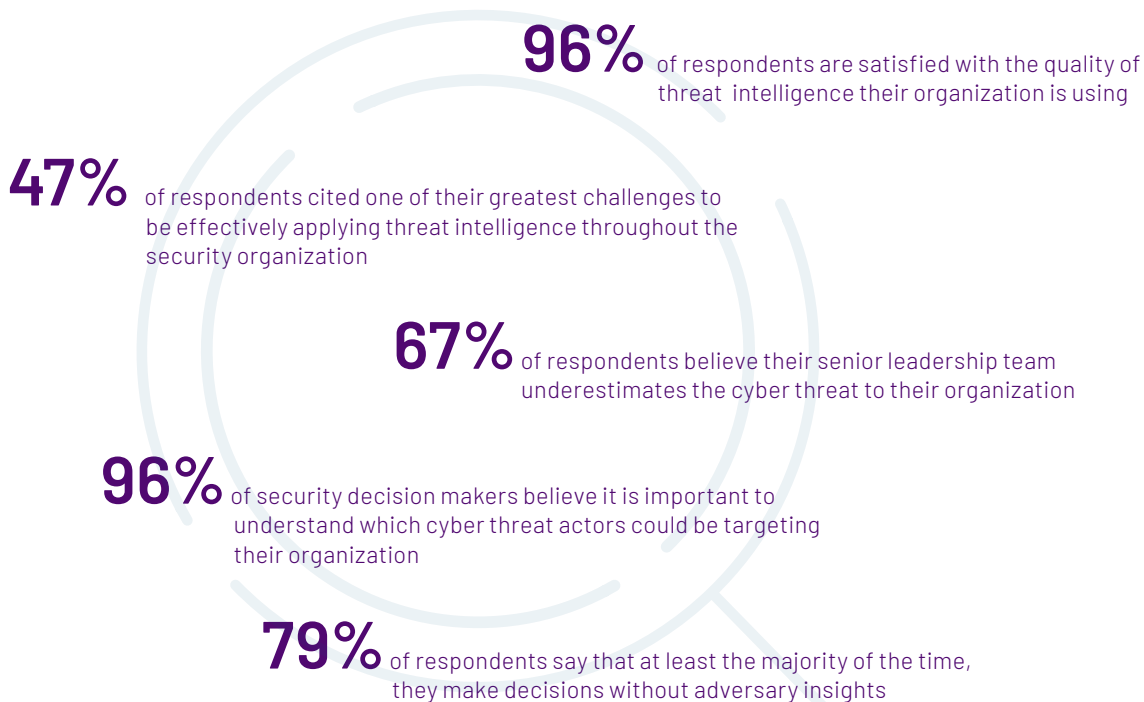 96% of respondents are satisfied with the quality of
threat intelligence their organization is using
47% of respondents cited one of their greatest challenges to
be effectively applying threat intelligence throughout the
security organization
67% of respondents believe their senior leadership team
underestimates the cyber threat to their organization
96% of security decision makers believe it is important to
understand which cyber threat actors could be targeting
their organization
79% of respondents say that at least the majority of the time,
they make decisions without adversary insights